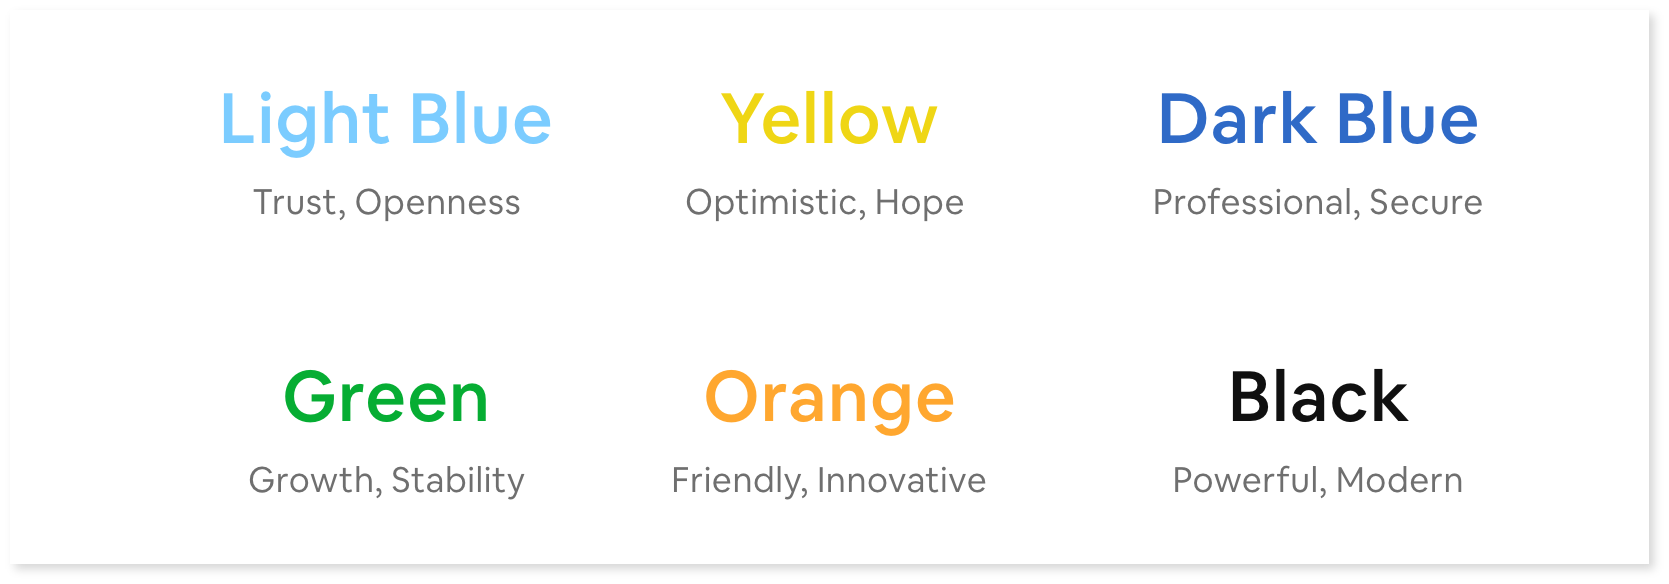 Light Blue
Trust, Openness
Yellow
Optimistic, Hope
Dark Blue
Professional, Secure
Green
Growth, Stability
Orange
Friendly, Innovative
Black
Powerful, Modern